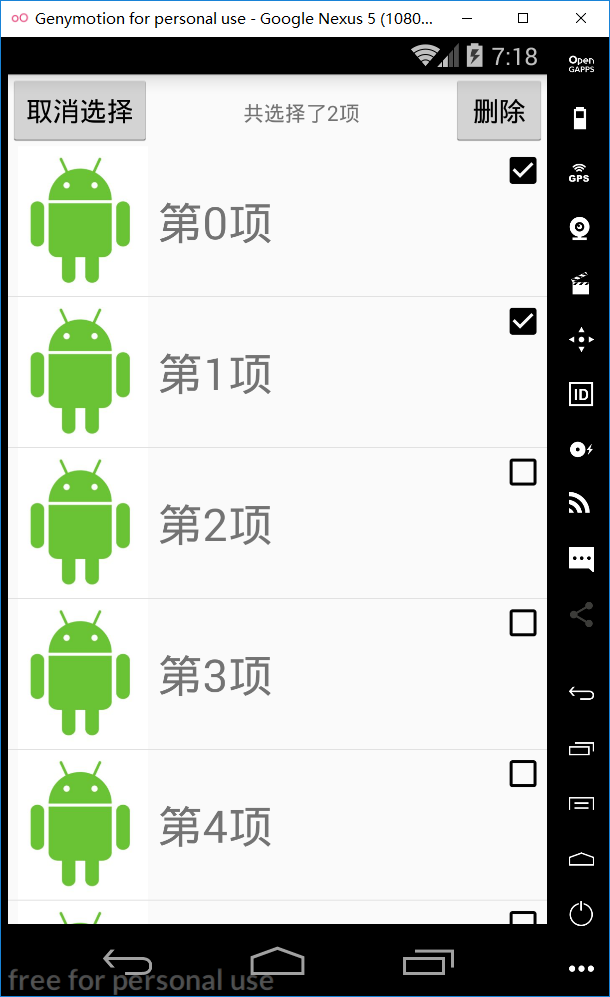 Genymotion for personal use - Google Nexus 5 (1080...
7:18
Open
GAPPS
取消选择
共选择了2项
删除
GPS
第0项
第1项
ID
第2项
第3项
第4项
free for personal use